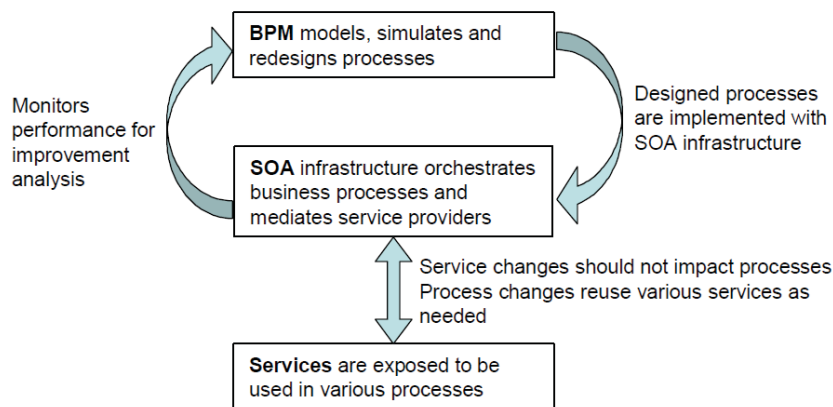 BPM models, simulates and
redesigns processes
Monitors
performance for
improvement
analysis
Designed processes
are implemented with
SOA infrastructure
SOA infrastructure orchestrates
business processes and
mediates service providers
Service changes should not impact processes
Process changes reuse various services as
needed
Services are exposed to be
used in various processes